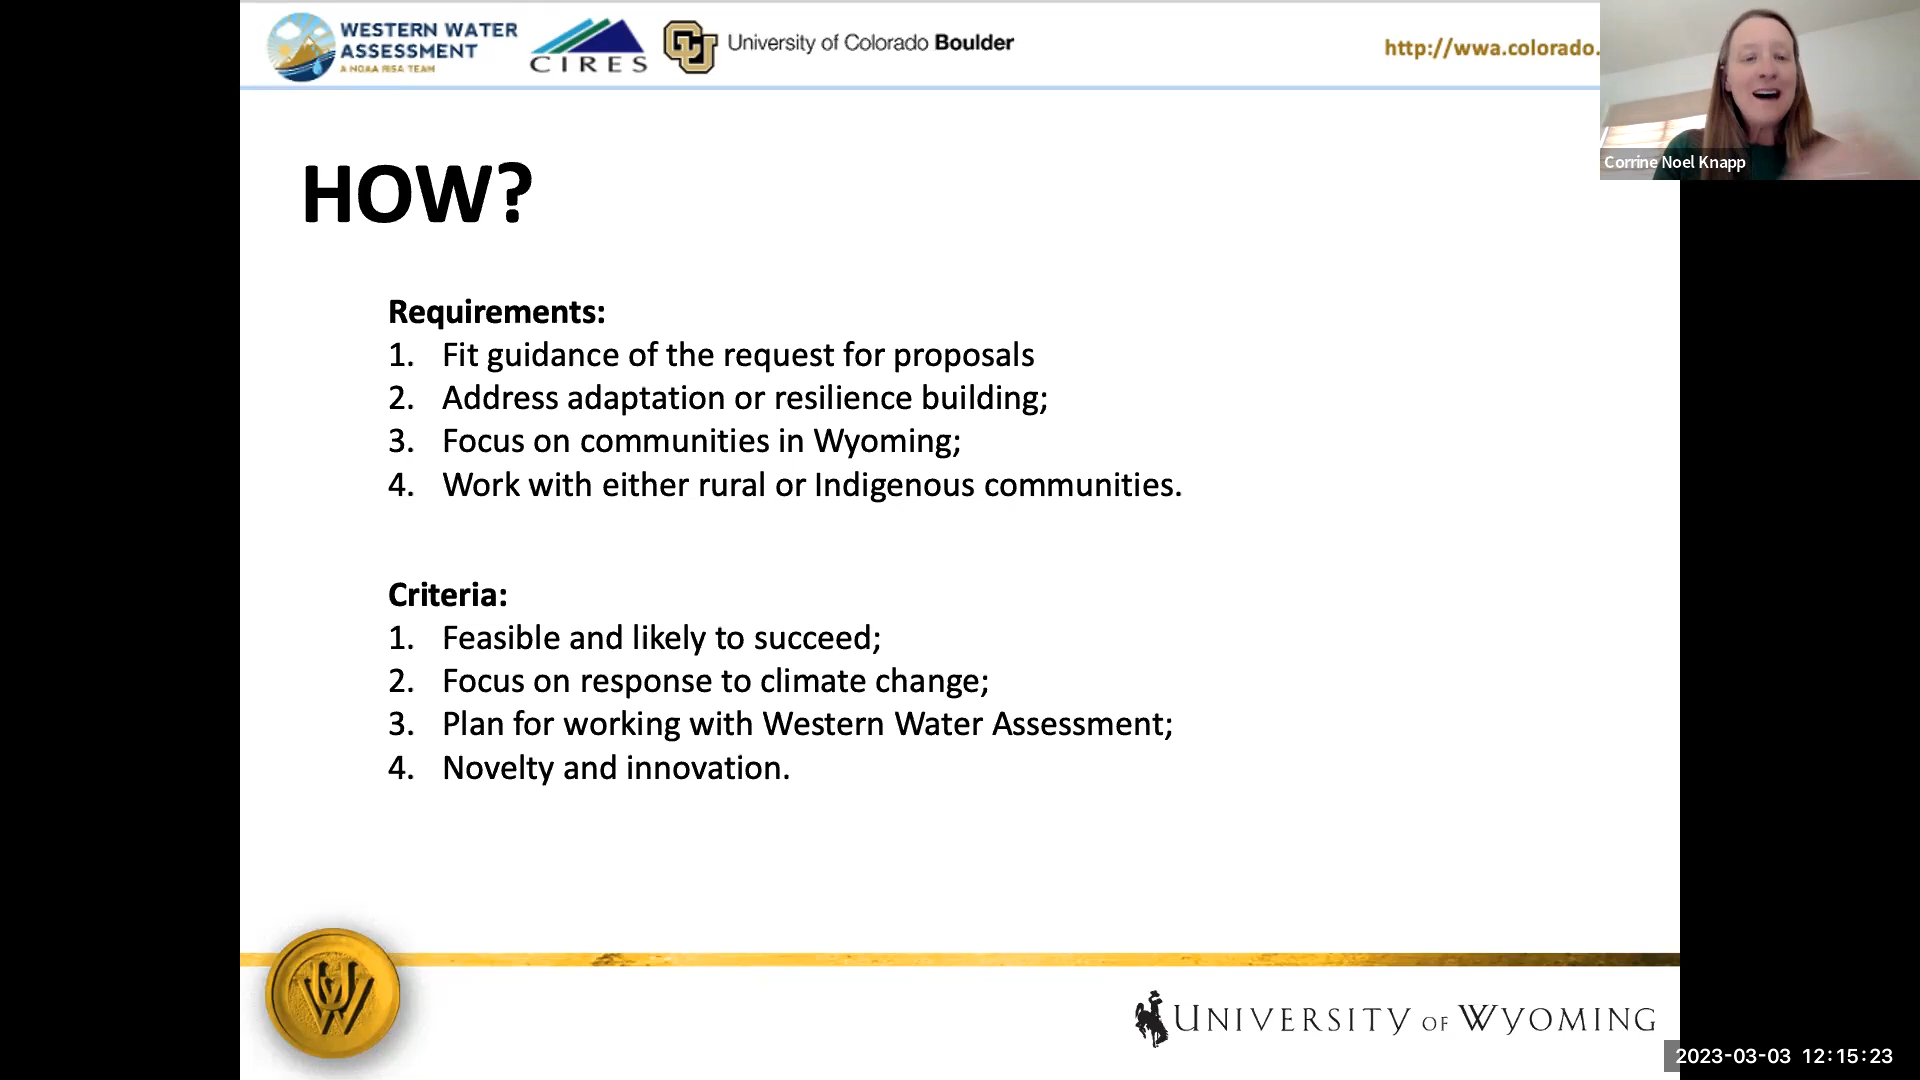 WESTERN WATER
ASSESSMENT
A NOAA RISA TEAM
CIRES
CU
University of Colorado Boulder
http://wwa.colorado.
Corrine Noel Knapp
HOW?
Requirements:
1. Fit guidance of the request for proposals
2. Address adaptation or resilience building;
3. Focus on communities in Wyoming;
4. Work with either rural or Indigenous communities.
Criteria:
1. Feasible and likely to succeed;
2. Focus on response to climate change;
3. Plan for working with Western Water Assessment;
4. Novelty and innovation.
UW
UNIVERSITY OF WYOMING
2023-03-03 12:15:23